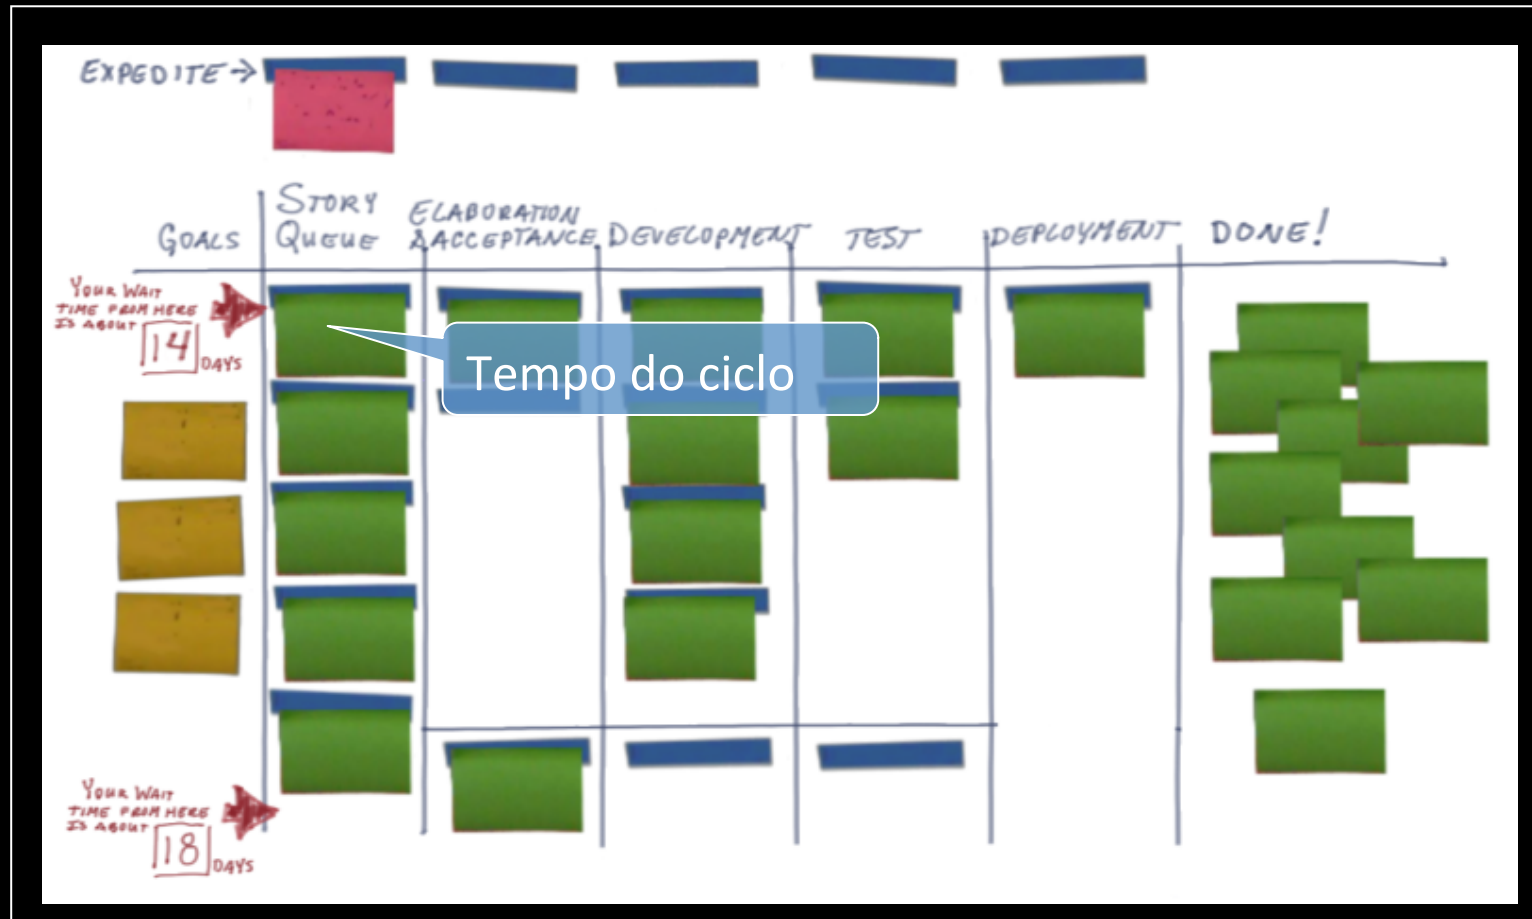 EXPEDITE →
GOALS
STORY
QUEUE
ELABORATION
& ACCEPTANCE
DEVELOPMENT
TEST
DEPLOYMENT
DONE!
YOUR WAIT
TIME FROM HERE
IS ABOUT
14
DAYS
Tempo do ciclo
YOUR WAIT
TIME FROM HERE
IS ABOUT
18
DAYS